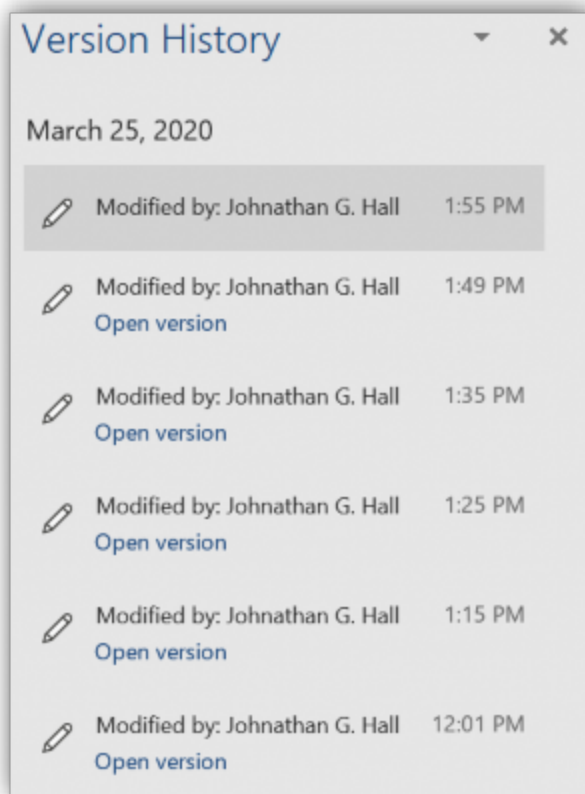 Version History
March 25, 2020
Modified by: Johnathan G. Hall 1:55 PM
Modified by: Johnathan G. Hall 1:49 PM
Open version
Modified by: Johnathan G. Hall 1:35 PM
Open version
Modified by: Johnathan G. Hall 1:25 PM
Open version
Modified by: Johnathan G. Hall 1:15 PM
Open version
Modified by: Johnathan G. Hall 12:01 PM
Open version